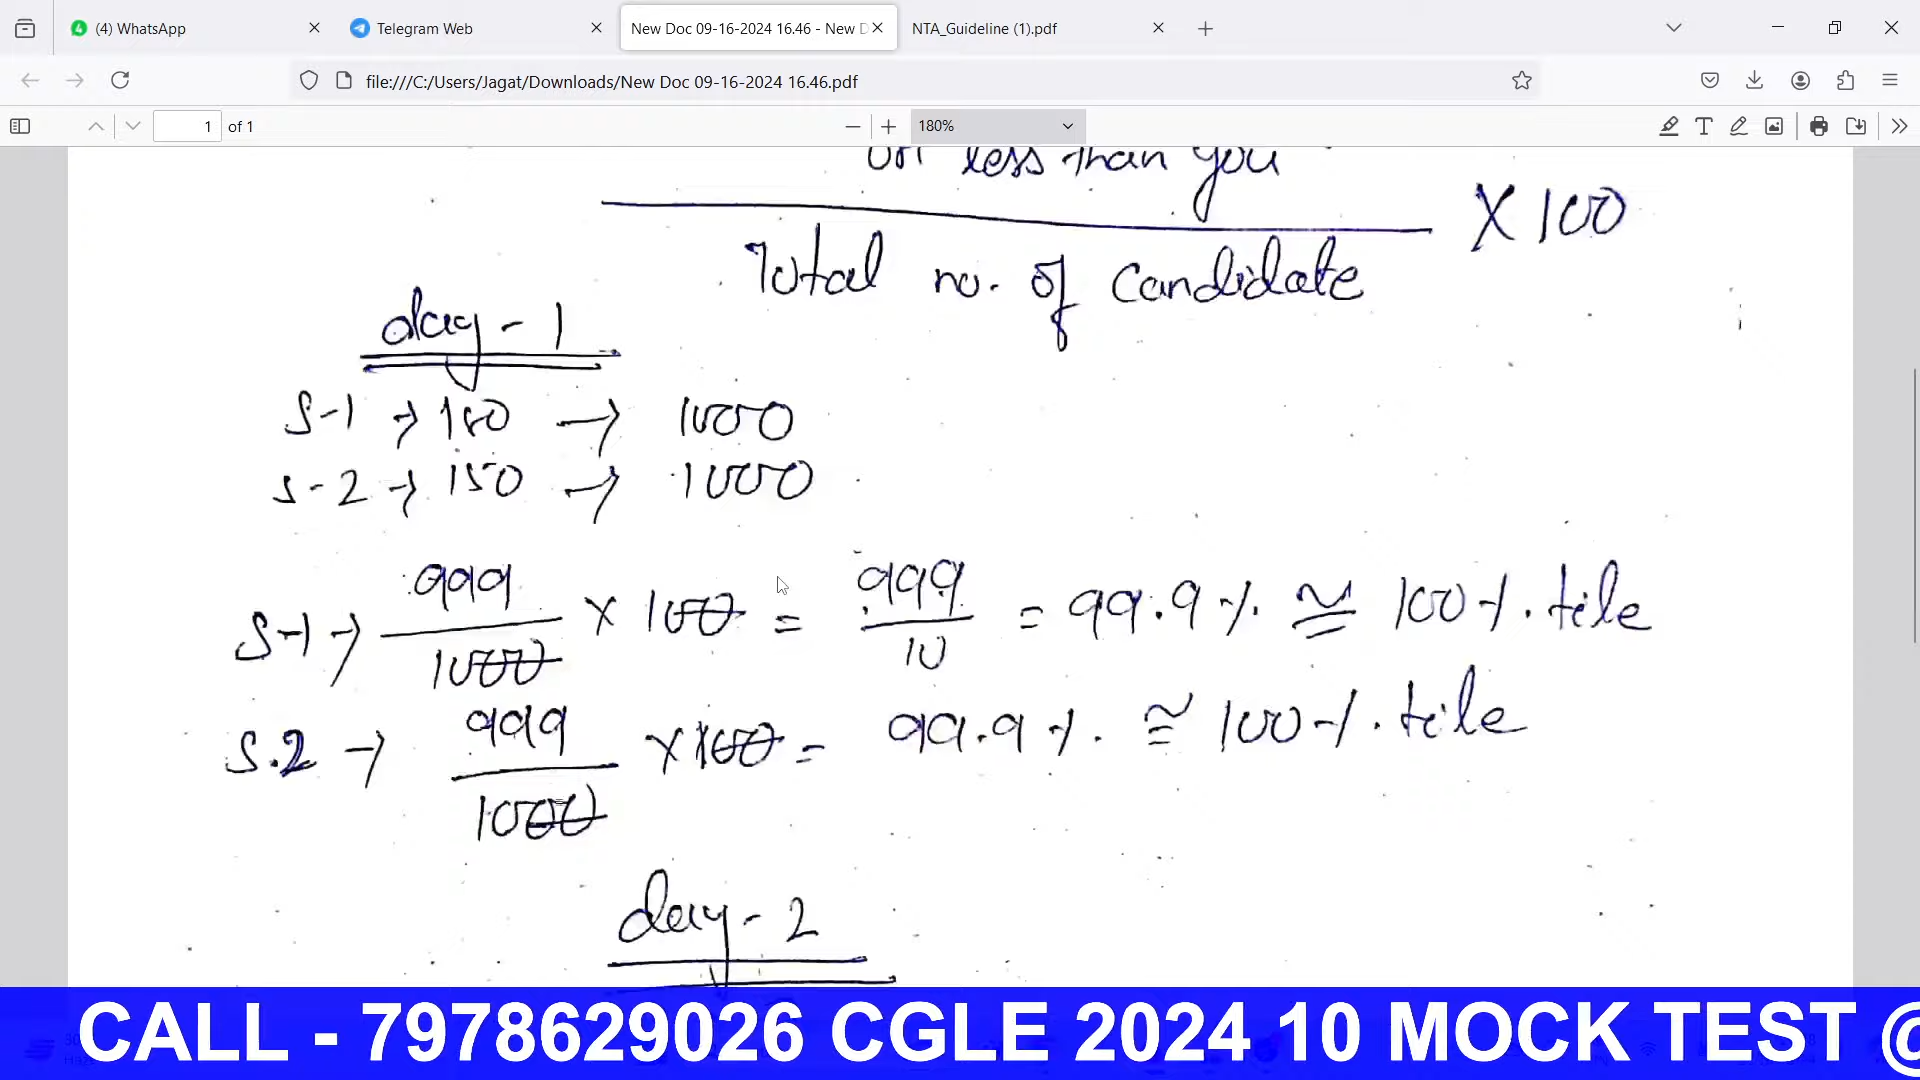 (4) WhatsApp
Telegram Web
New Doc 09-16-2024 16.46 - New D
NTA_Guideline (1).pdf
file:///C:/Users/Jagat/Downloads/New Doc 09-16-2024 16.46.pdf
1 of 1
180%
less than you
X 100
Total no. of Candidate
day - 1
S-1 → 180 → 1000
S-2 → 150 → 1000
S-1 → 999/1000 × 100 = 999/10 = 99.9% ≅ 100%.tile
S.2 → 999/1000 × 100 = 99.9%. ≅ 100%.tile
day - 2
CALL - 7978629026 CGLE 2024 10 MOCK TEST @